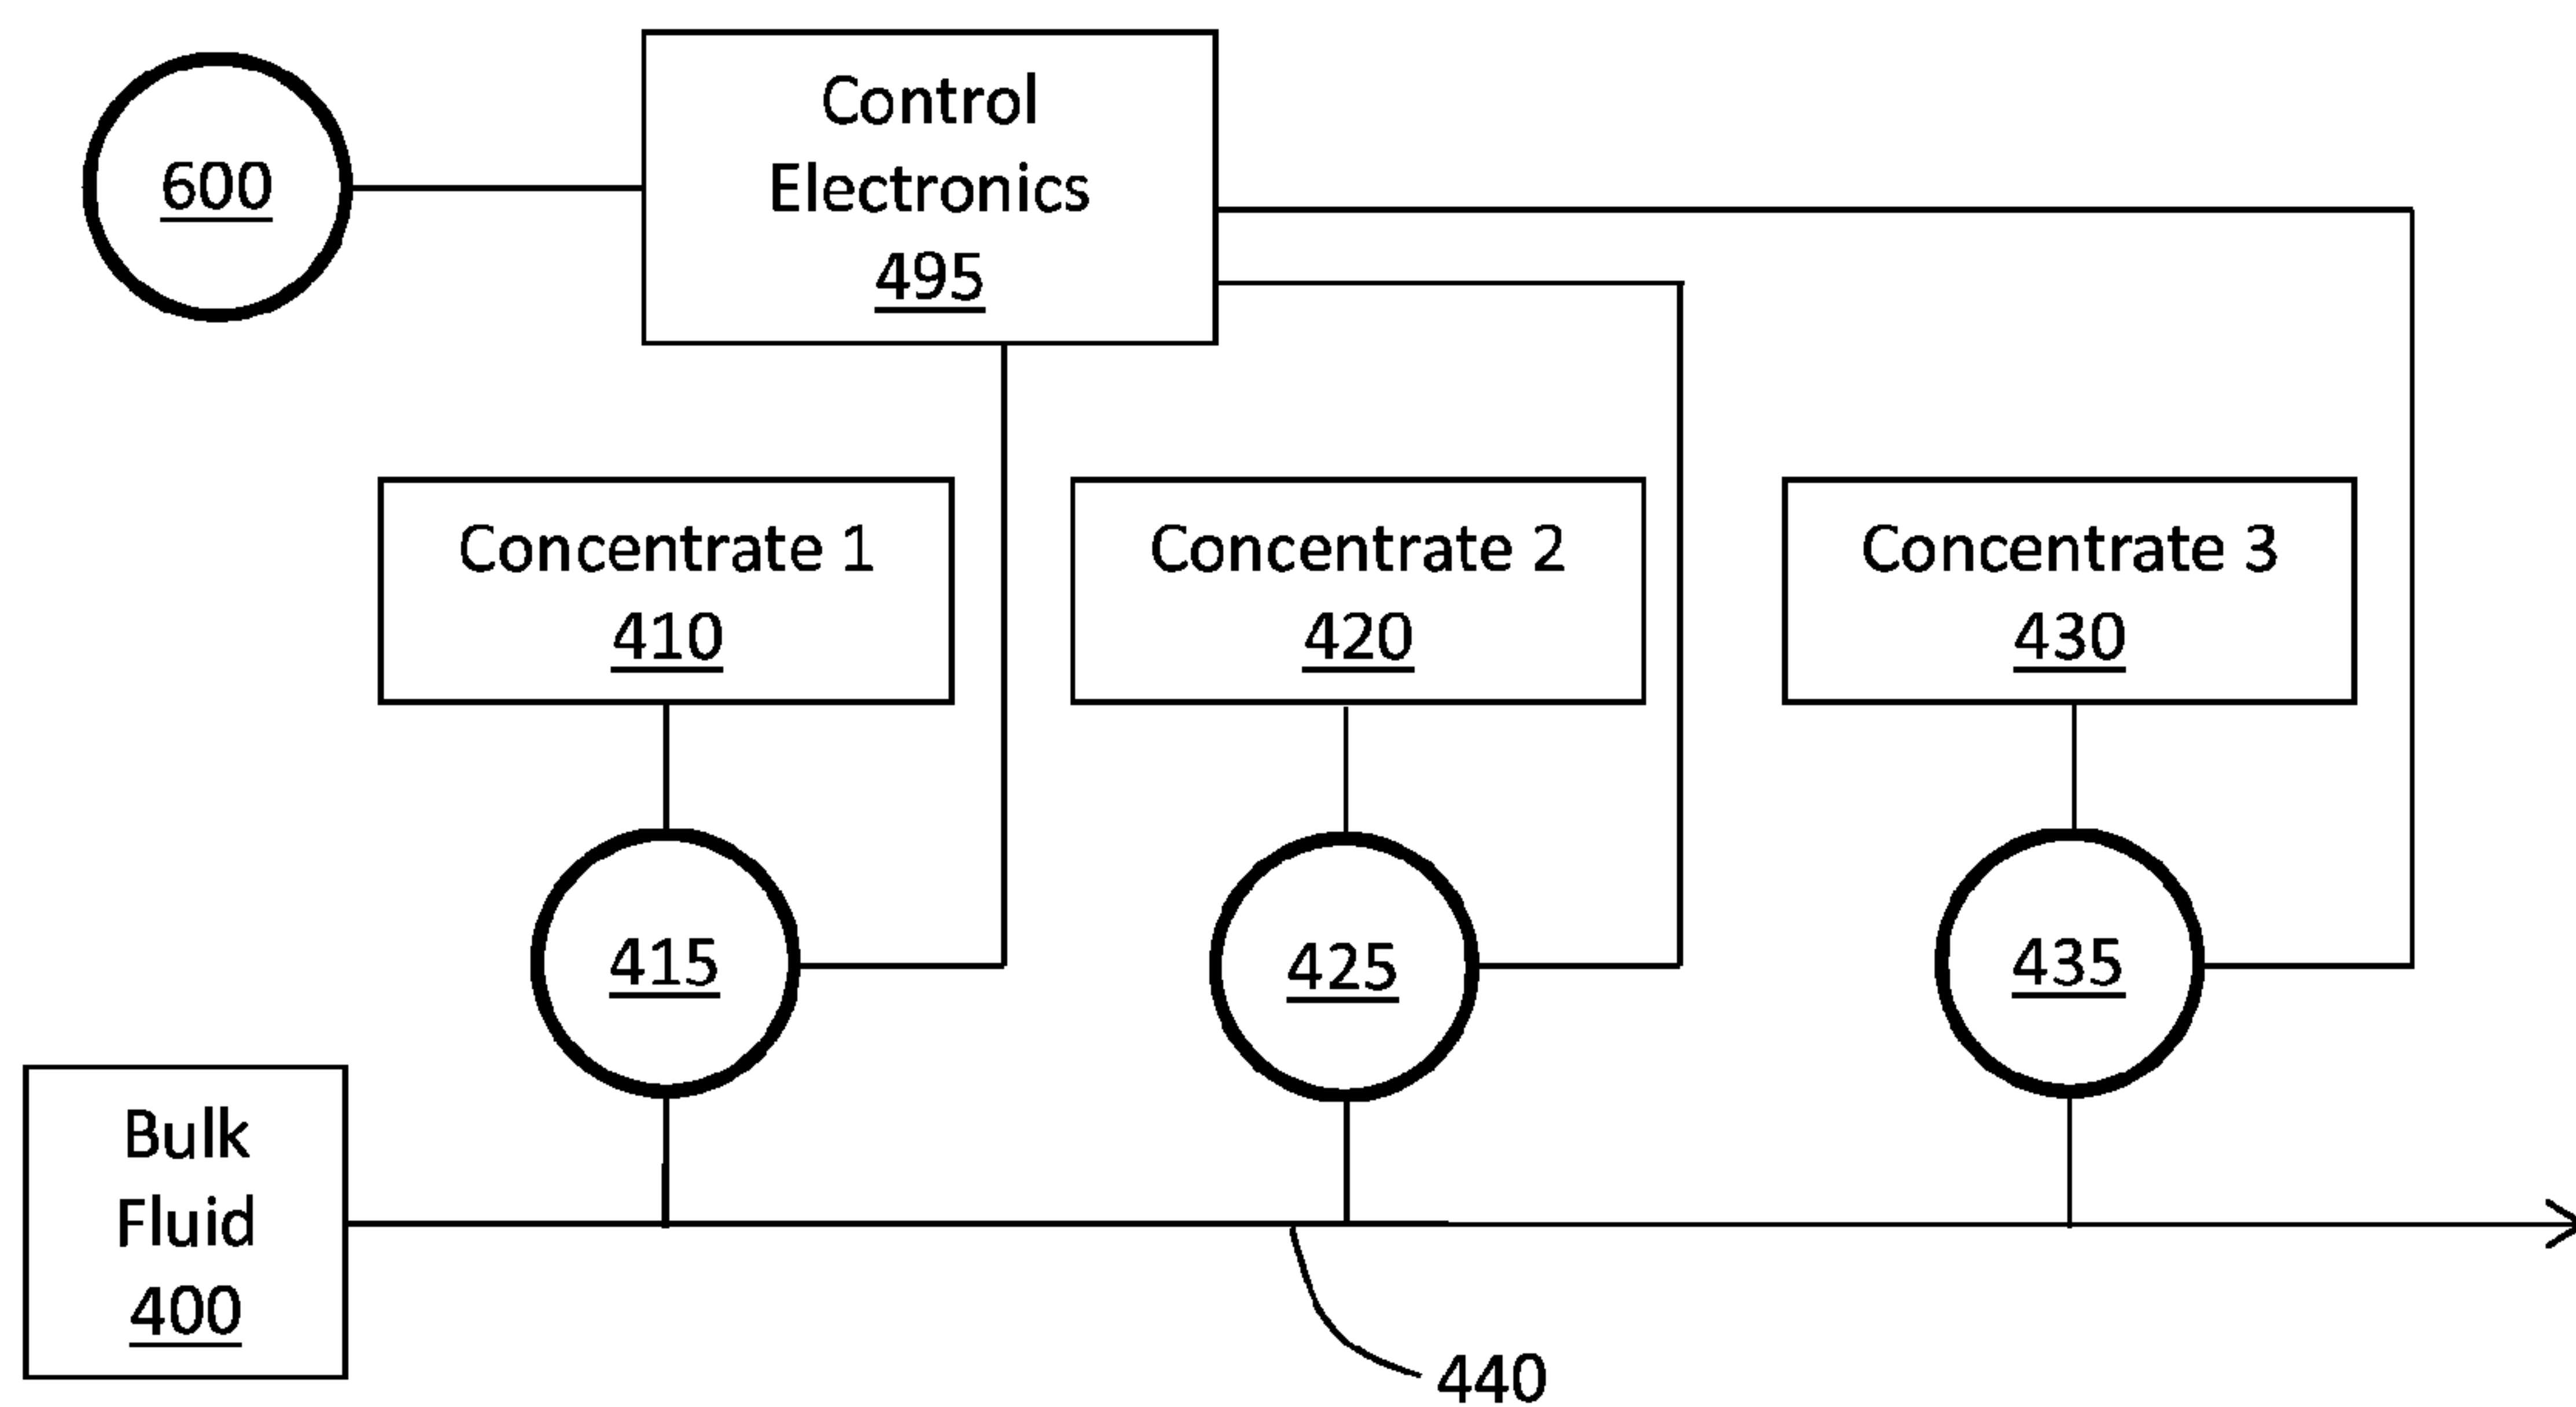 600
Control
Electronics
495
Concentrate 1
410
Concentrate 2
420
Concentrate 3
430
415
425
435
Bulk
Fluid
400
440